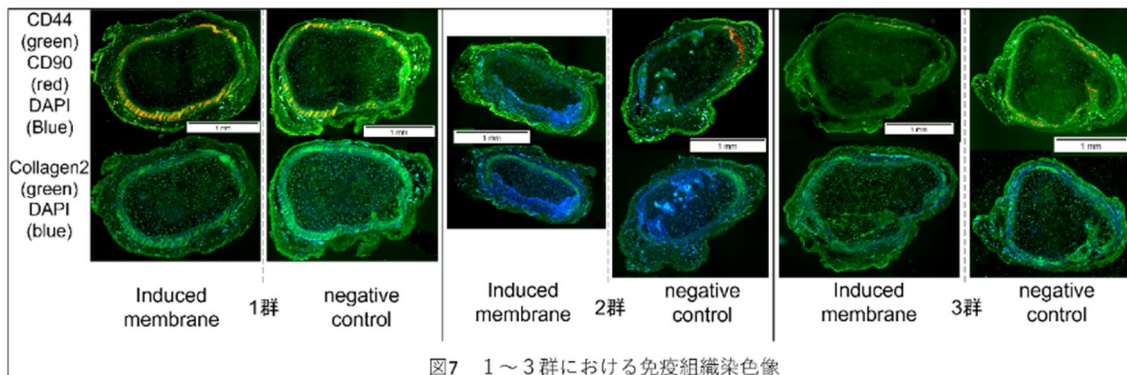 CD44
(green)
CD90
(red)
DAPI
(Blue)
1 mm
1 mm
1 mm
1 mm
1 mm
1 mm
Collagen2
(green)
DAPI
(blue)
Induced
membrane
1群
negative
control
Induced
membrane
2群
negative
control
Induced
membrane
3群
negative
control
図7 1～3群における免疫組織染色像